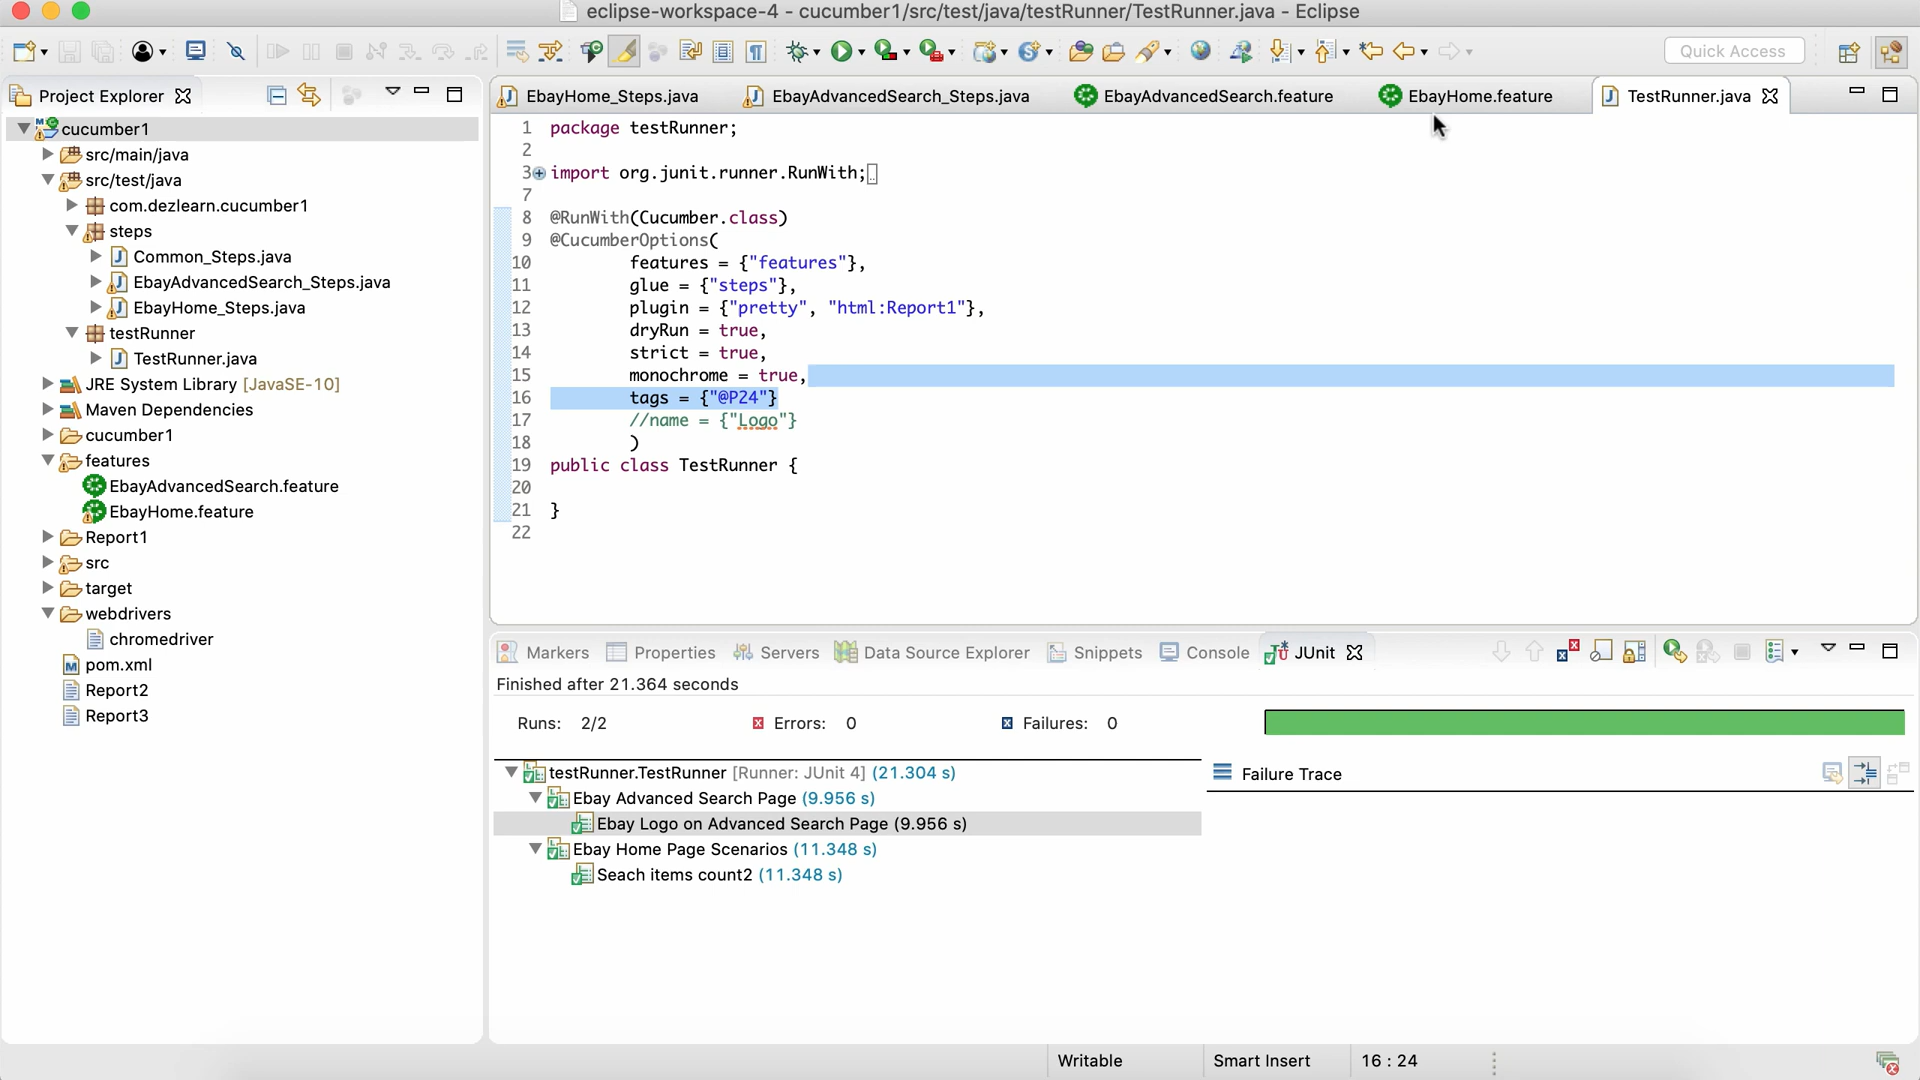 eclipse-workspace-4 - cucumber1/src/test/java/testRunner/TestRunner.java - Eclipse
Quick Access
Project Explorer
cucumber1
src/main/java
src/test/java
com.dezlearn.cucumber1
steps
Common_Steps.java
EbayAdvancedSearch_Steps.java
EbayHome_Steps.java
testRunner
TestRunner.java
JRE System Library [JavaSE-10]
Maven Dependencies
cucumber1
features
EbayAdvancedSearch.feature
EbayHome.feature
Report1
src
target
webdrivers
chromedriver
pom.xml
Report2
Report3
EbayHome_Steps.java EbayAdvancedSearch_Steps.java EbayAdvancedSearch.feature EbayHome.feature TestRunner.java
1 package testRunner;
2
3 import org.junit.runner.RunWith;
7
8 @RunWith(Cucumber.class)
9 @CucumberOptions(
10 features = {"features"},
11 glue = {"steps"},
12 plugin = {"pretty", "html:Report1"},
13 dryRun = true,
14 strict = true,
15 monochrome = true,
16 tags = {"@P24"}
17 //name = {"Logo"}
18 )
19 public class TestRunner {
20
21 }
22
Markers Properties Servers Data Source Explorer Snippets Console JUnit
Finished after 21.364 seconds
Runs: 2/2 Errors: 0 Failures: 0
testRunner.TestRunner [Runner: JUnit 4] (21.304 s)
Ebay Advanced Search Page (9.956 s)
Ebay Logo on Advanced Search Page (9.956 s)
Ebay Home Page Scenarios (11.348 s)
Seach items count2 (11.348 s)
Failure Trace
Writable Smart Insert 16 : 24